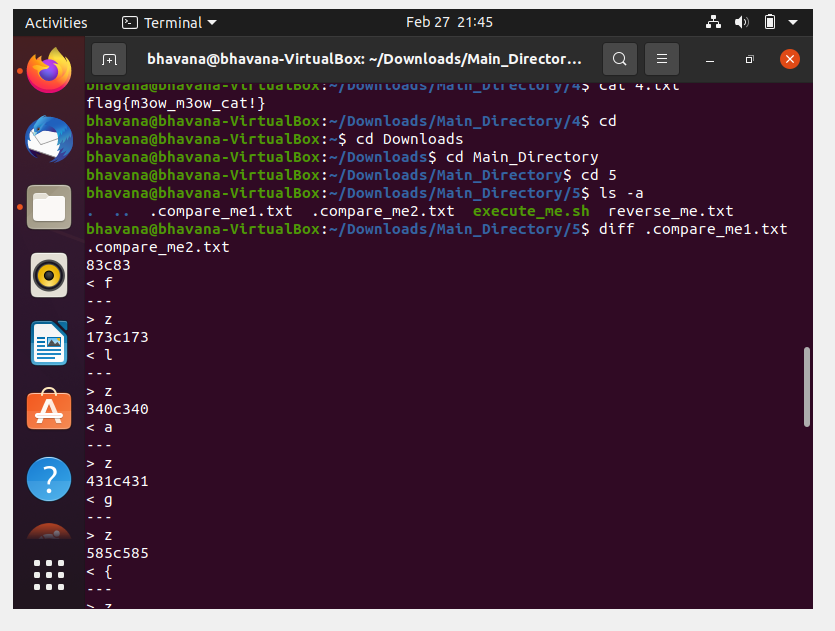 Activities Terminal Feb 27 21:45
bhavana@bhavana-VirtualBox: ~/Downloads/Main_Director...
bhavana@bhavana-VirtualBox:~/Downloads/Main_Directory/4$ cat 4.txt
flag{m3ow_m3ow_cat!}
bhavana@bhavana-VirtualBox:~/Downloads/Main_Directory/4$ cd
bhavana@bhavana-VirtualBox:~$ cd Downloads
bhavana@bhavana-VirtualBox:~/Downloads$ cd Main_Directory
bhavana@bhavana-VirtualBox:~/Downloads/Main_Directory$ cd 5
bhavana@bhavana-VirtualBox:~/Downloads/Main_Directory/5$ ls -a
. .. .compare_me1.txt .compare_me2.txt execute_me.sh reverse_me.txt
bhavana@bhavana-VirtualBox:~/Downloads/Main_Directory/5$ diff .compare_me1.txt
.compare_me2.txt
83c83
< f
---
> z
173c173
< l
---
> z
340c340
< a
---
> z
431c431
< g
---
> z
585c585
< {
---
> z